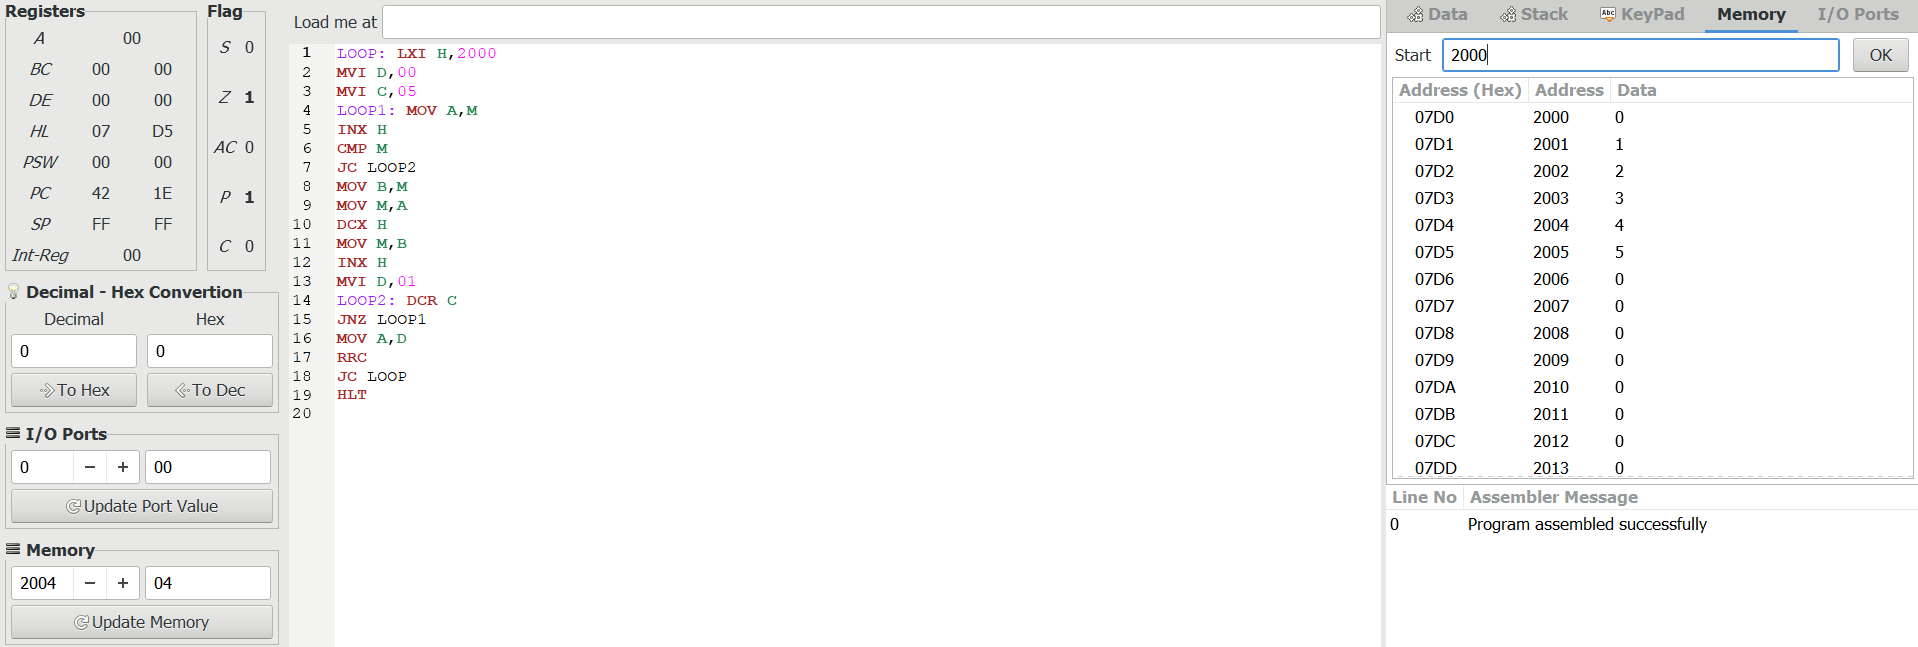 Registers
A 00
BC 00 00
DE 00 00
HL 07 D5
PSW 00 00
PC 42 1E
SP FF FF
Int-Reg 00
Flag
S 0
Z 1
AC 0
P 1
C 0
Decimal - Hex Convertion
Decimal Hex
0 0
To Hex To Dec
I/O Ports
0 − + 00
Update Port Value
Memory
2004 − + 04
Update Memory
Load me at
1 LOOP: LXI H,2000
2 MVI D,00
3 MVI C,05
4 LOOP1: MOV A,M
5 INX H
6 CMP M
7 JC LOOP2
8 MOV B,M
9 MOV M,A
10 DCX H
11 MOV M,B
12 INX H
13 MVI D,01
14 LOOP2: DCR C
15 JNZ LOOP1
16 MOV A,D
17 RRC
18 JC LOOP
19 HLT
20
Data Stack Abc KeyPad Memory I/O Ports
Start 2000 OK
Address (Hex) Address Data
07D0 2000 0
07D1 2001 1
07D2 2002 2
07D3 2003 3
07D4 2004 4
07D5 2005 5
07D6 2006 0
07D7 2007 0
07D8 2008 0
07D9 2009 0
07DA 2010 0
07DB 2011 0
07DC 2012 0
07DD 2013 0
Line No Assembler Message
0 Program assembled successfully